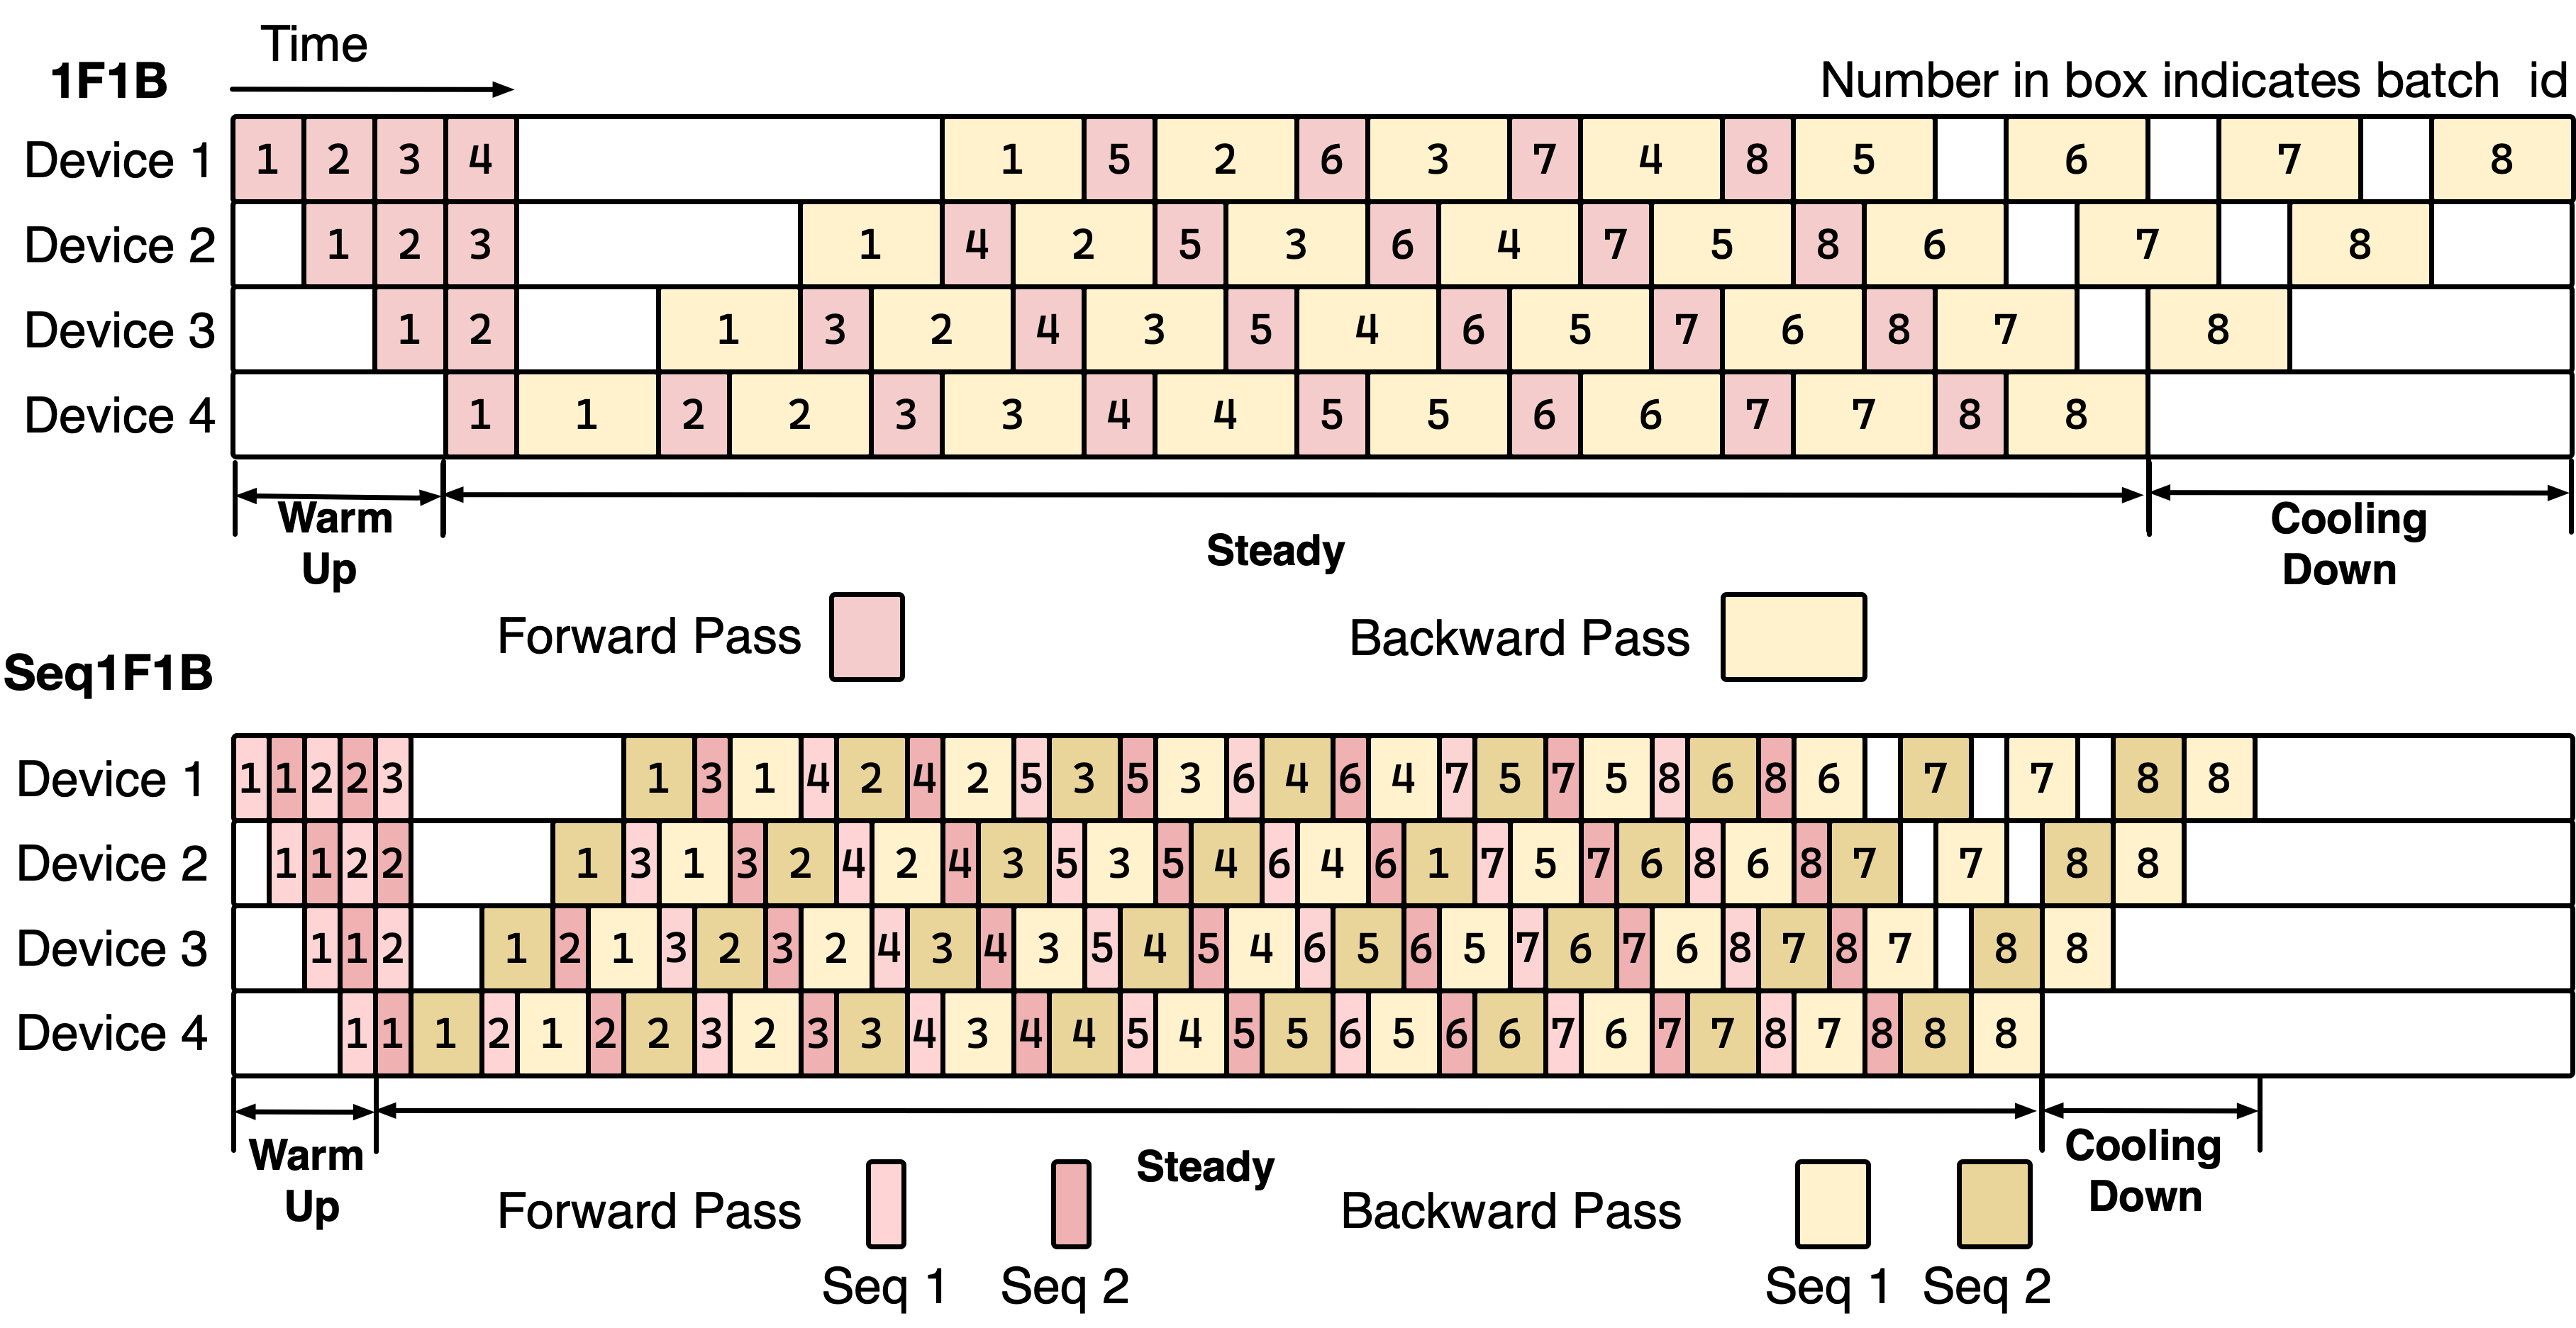 Time
1F1B
Number in box indicates batch id
Device 1 1 2 3 4 1 5 2 6 3 7 4 8 5 6 7 8
Device 2 1 2 3 1 4 2 5 3 6 4 7 5 8 6 7 8
Device 3 1 2 1 3 2 4 3 5 4 6 5 7 6 8 7 8
Device 4 1 1 2 2 3 3 4 4 5 5 6 6 7 7 8 8
Warm
Up
Steady
Cooling
Down
Forward Pass
Backward Pass
Seq1F1B
Device 1 1 1 2 2 3 1 3 1 4 2 4 2 5 3 5 3 6 4 6 4 7 5 7 5 8 6 8 6 7 7 8 8
Device 2 1 1 2 2 1 3 1 3 2 4 2 4 3 5 3 5 4 6 4 6 1 7 5 7 6 8 6 8 7 7 8 8
Device 3 1 1 2 1 2 1 3 2 3 2 4 3 4 3 5 4 5 4 6 5 6 5 7 6 7 6 8 7 8 7 8 8
Device 4 1 1 1 2 1 2 2 3 2 3 3 4 3 4 4 5 4 5 5 6 5 6 6 7 6 7 7 8 7 8 8 8
Warm
Up
Steady
Cooling
Down
Forward Pass
Seq 1
Seq 2
Backward Pass
Seq 1
Seq 2